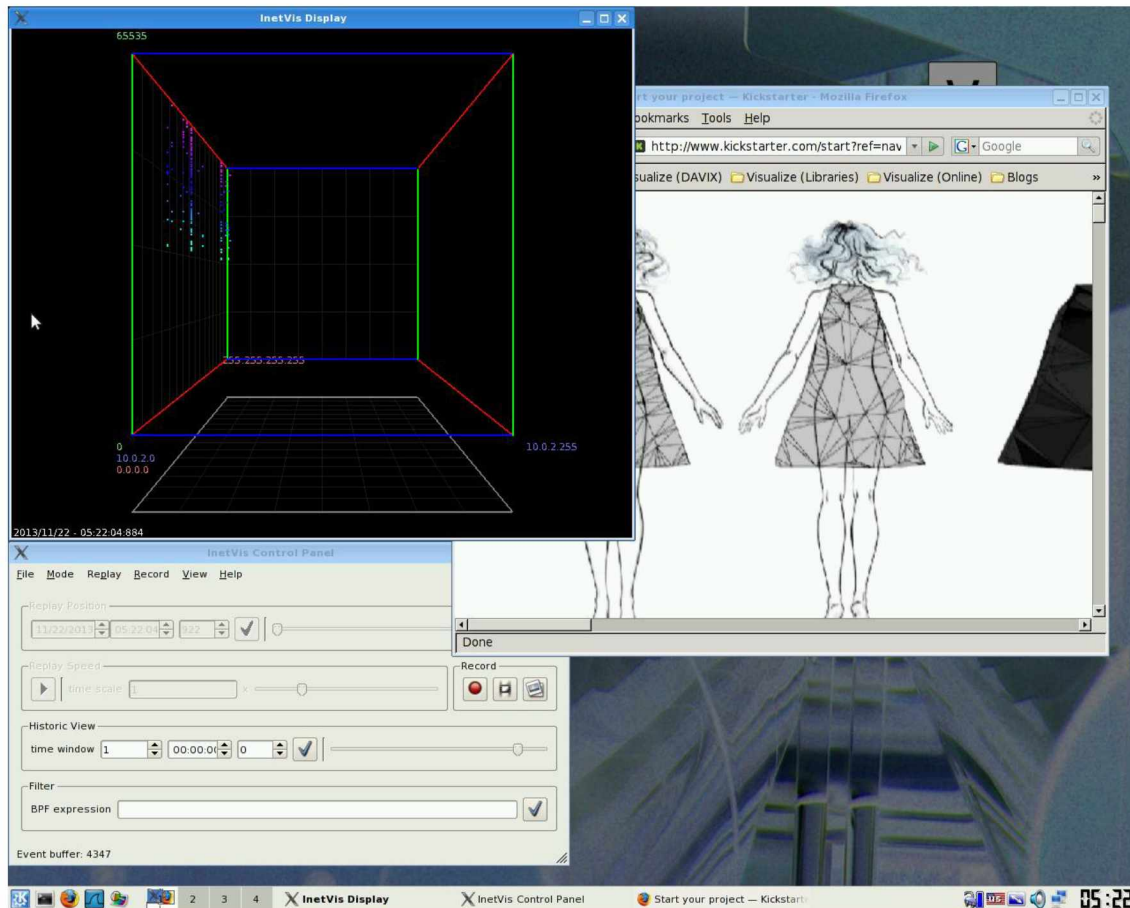 InetVis Display
65535
255.255.255.255
0
10.0.2.0
0.0.0.0
10.0.2.255
2013/11/22 - 05:22:04:884
rt your project — Kickstarter - Mozilla Firefox
ookmarks Tools Help
http://www.kickstarter.com/start?ref=nav
G Google
sualize (DAVIX) Visualize (Libraries) Visualize (Online) Blogs »
Done
InetVis Control Panel
File Mode Replay Record View Help
Replay Position
11/22/2013 05:22:04 922
Replay Speed
time scale 1 x
Record
Historic View
time window 1 00:00:00 0
Filter
BPF expression
Event buffer: 4347
2 3 4 InetVis Display InetVis Control Panel Start your project — Kickstart
05:22